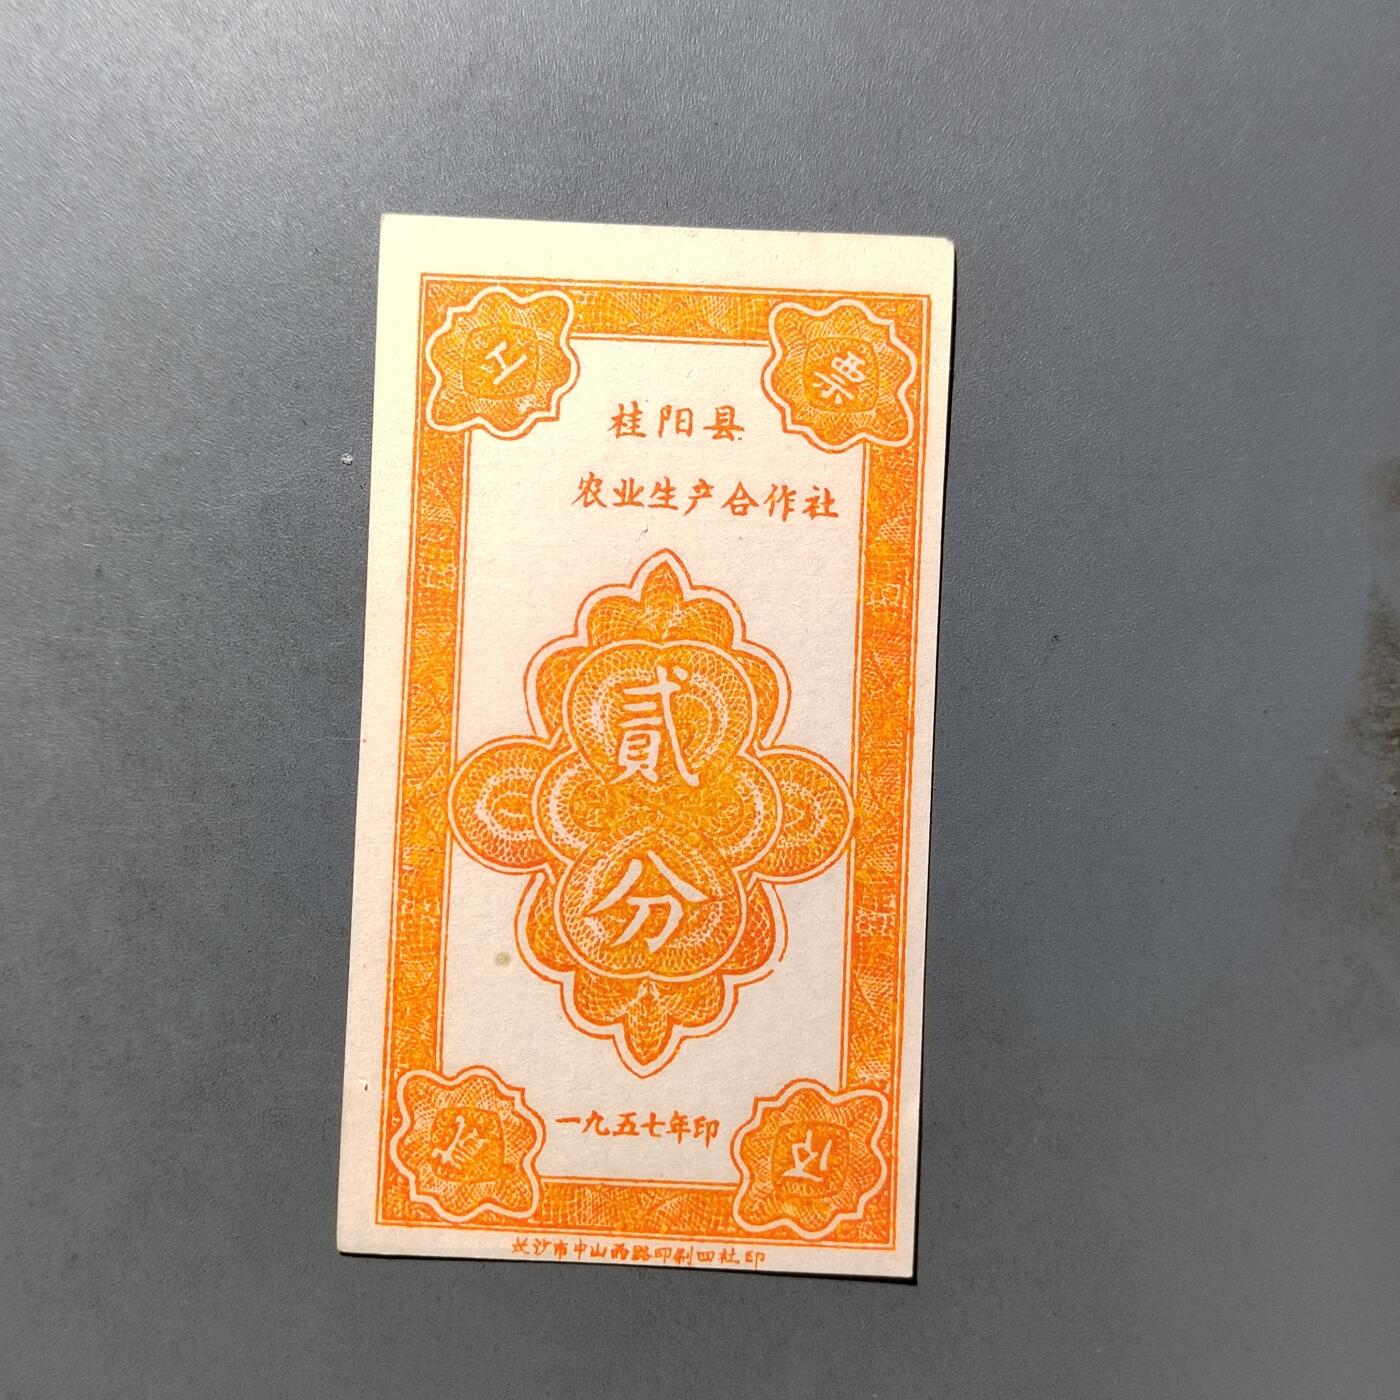 工 票
桂阳县
农业生产合作社
贰
分
一九五七年印
长沙市中山西路印刷四社印